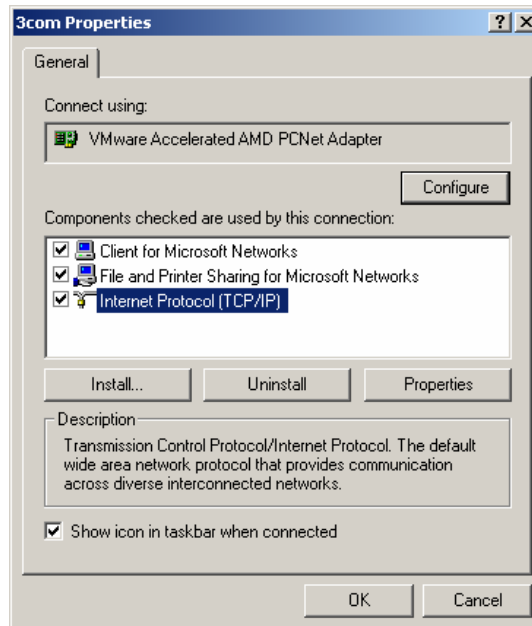 3com Properties
General
Connect using:
VMware Accelerated AMD PCNet Adapter
Configure
Components checked are used by this connection:
Client for Microsoft Networks
File and Printer Sharing for Microsoft Networks
Internet Protocol (TCP/IP)
Install... Uninstall Properties
Description
Transmission Control Protocol/Internet Protocol. The default
wide area network protocol that provides communication
across diverse interconnected networks.
Show icon in taskbar when connected
OK Cancel